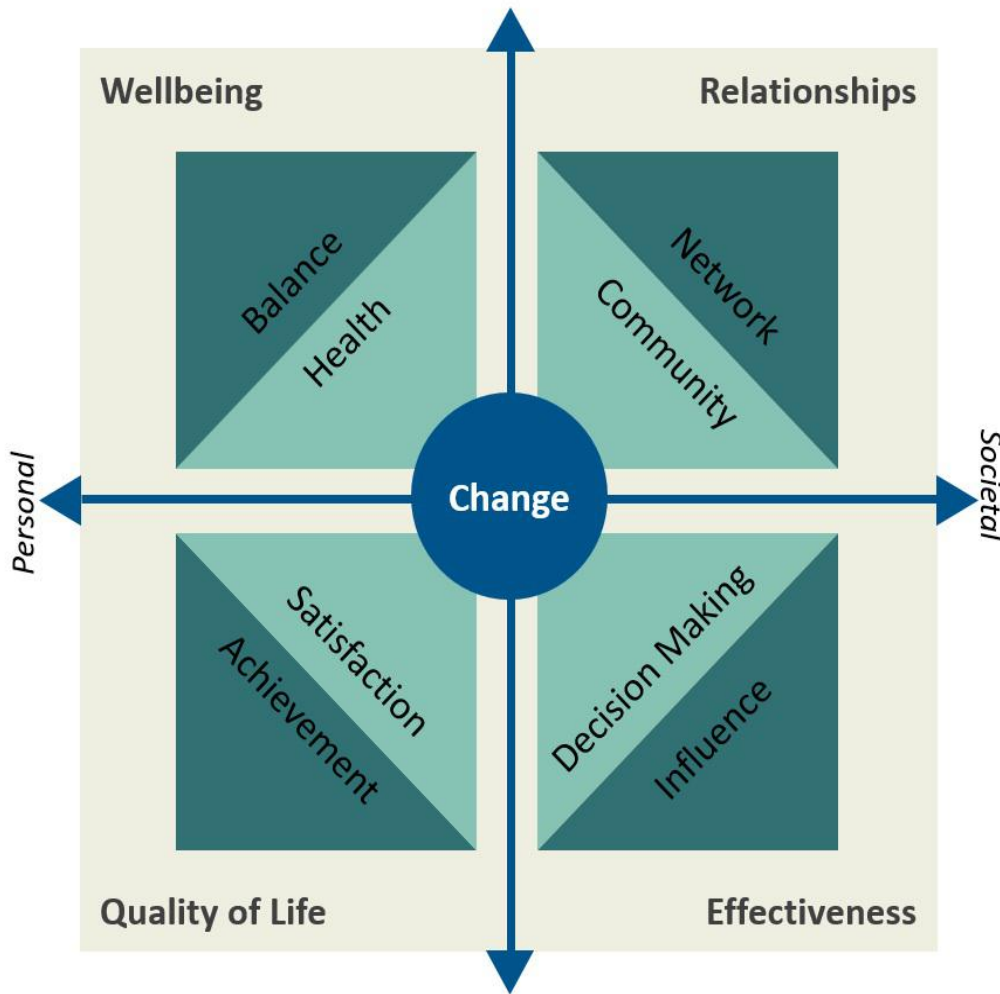 Wellbeing
Relationships
Balance
Health
Network
Community
Personal
Change
Societal
Satisfaction
Achievement
Decision Making
Influence
Quality of Life
Effectiveness